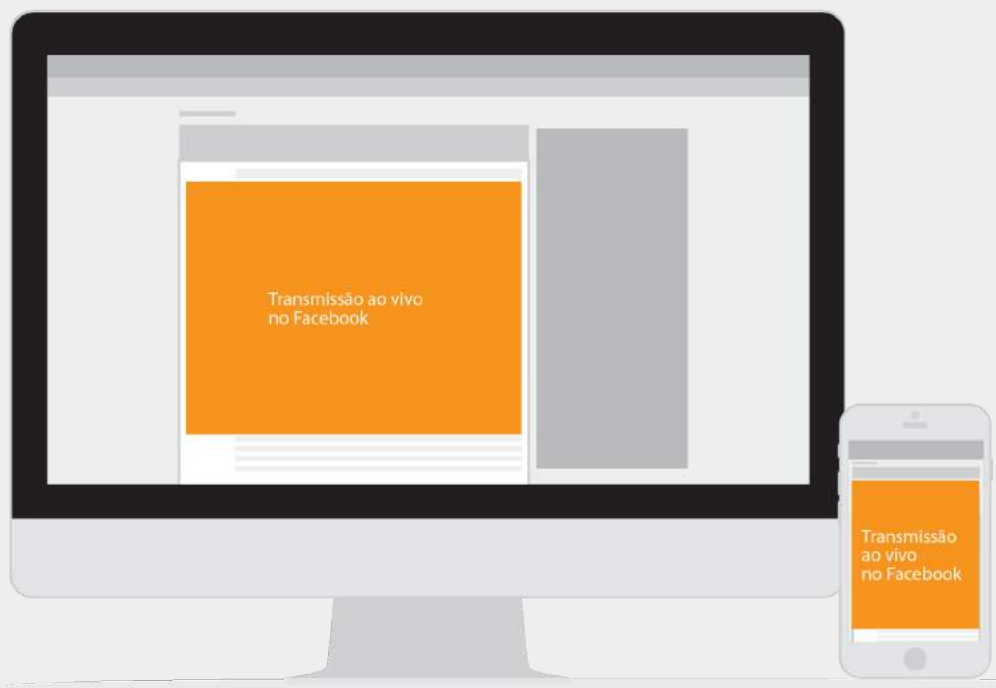 Transmissão ao vivo
no Facebook
Transmissão
ao vivo
no Facebook